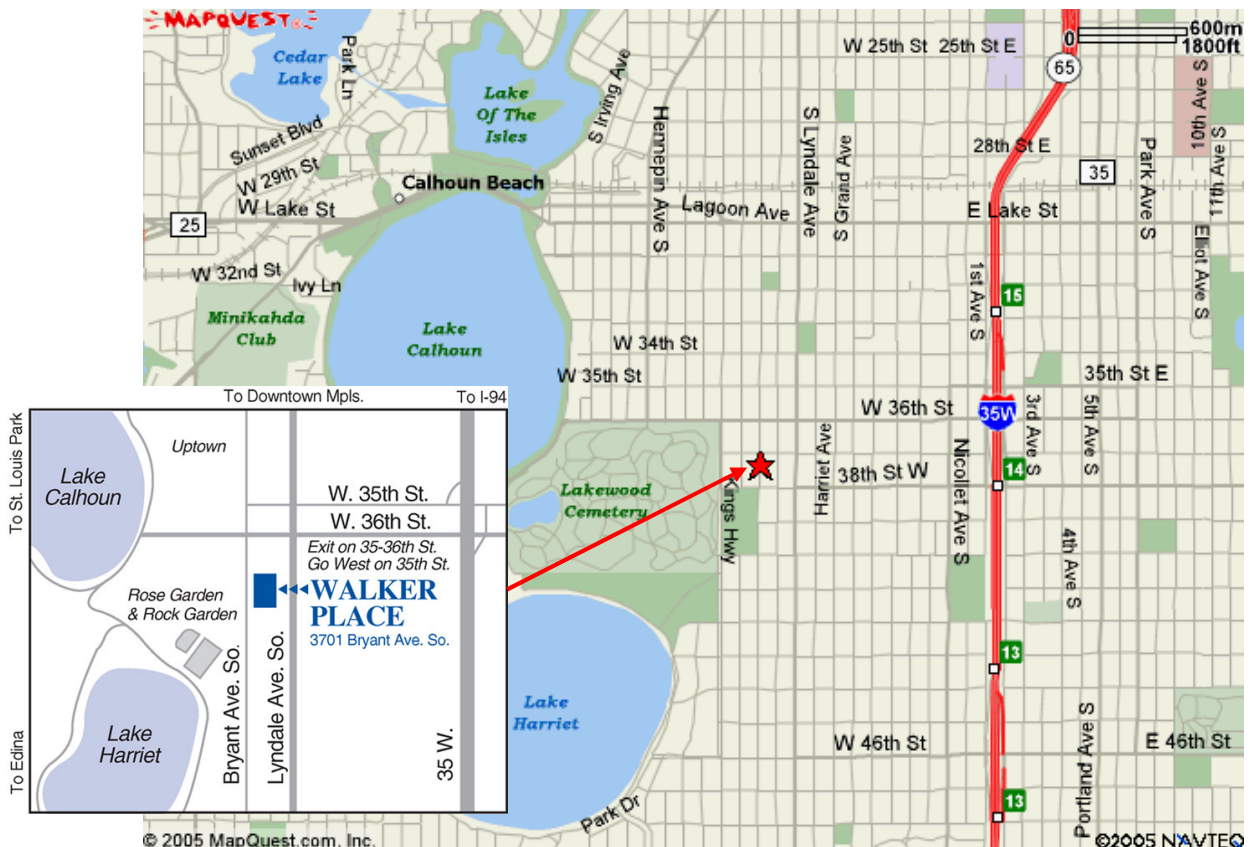 MAPQUEST
600m
0
1800ft
W 25th St
25th St E
65
Cedar
Lake
Park Ln
Lake
Of The
Isles
S Irving Ave
Hennepin Ave S
S Lyndale Ave
S Grand Ave
10th Ave S
11th Ave S
Park Ave S
28th St E
35
Sunset Blvd
W 29th St
Calhoun Beach
W Lake St
25
Lagoon Ave
E Lake St
Elliot Ave S
W 32nd St
Ivy Ln
1st Ave S
15
Minikahda
Club
Lake
Calhoun
W 34th St
W 35th St
35th St E
W 36th St
35W
3rd Ave S
5th Ave S
Harriet Ave
38th St W
Nicollet Ave S
14
Lakewood
Cemetery
Kings Hwy
4th Ave S
13
Lake
Harriet
W 46th St
E 46th St
Portland Ave S
13
Park Dr
To Downtown Mpls.
To I-94
To St. Louis Park
Uptown
Lake
Calhoun
W. 35th St.
W. 36th St.
Exit on 35-36th St.
Go West on 35th St.
WALKER
PLACE
3701 Bryant Ave. So.
Rose Garden
& Rock Garden
Bryant Ave. So.
Lyndale Ave. So.
35 W.
Lake
Harriet
To Edina
© 2005 MapQuest.com, Inc.
©2005 NAVTEQ